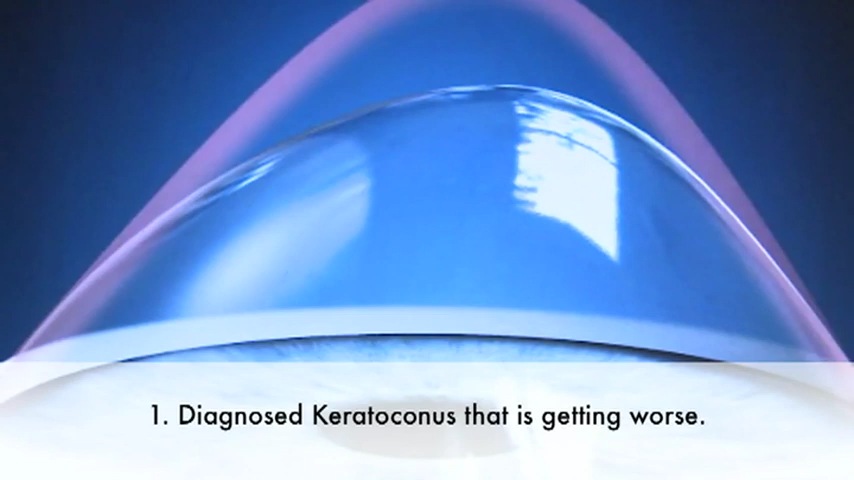 1. Diagnosed Keratoconus that is getting worse.